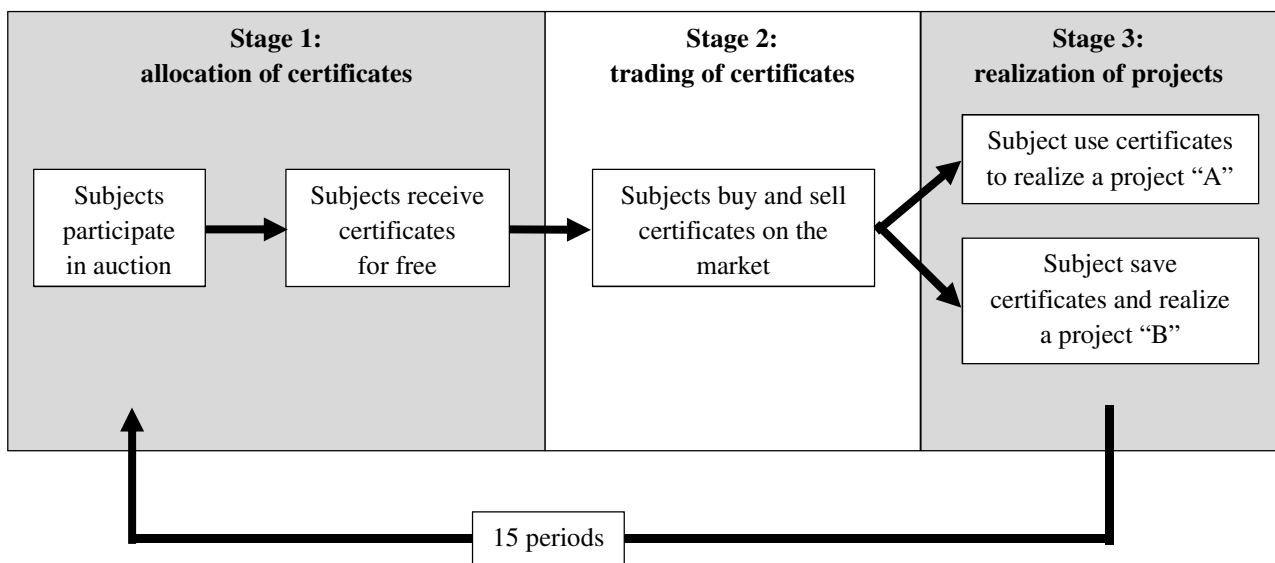 Stage 1:
allocation of certificates
Stage 2:
trading of certificates
Stage 3:
realization of projects
Subjects
participate
in auction
Subjects receive
certificates
for free
Subjects buy and sell
certificates on the
market
Subject use certificates
to realize a project “A”
Subject save
certificates and realize
a project “B”
15 periods